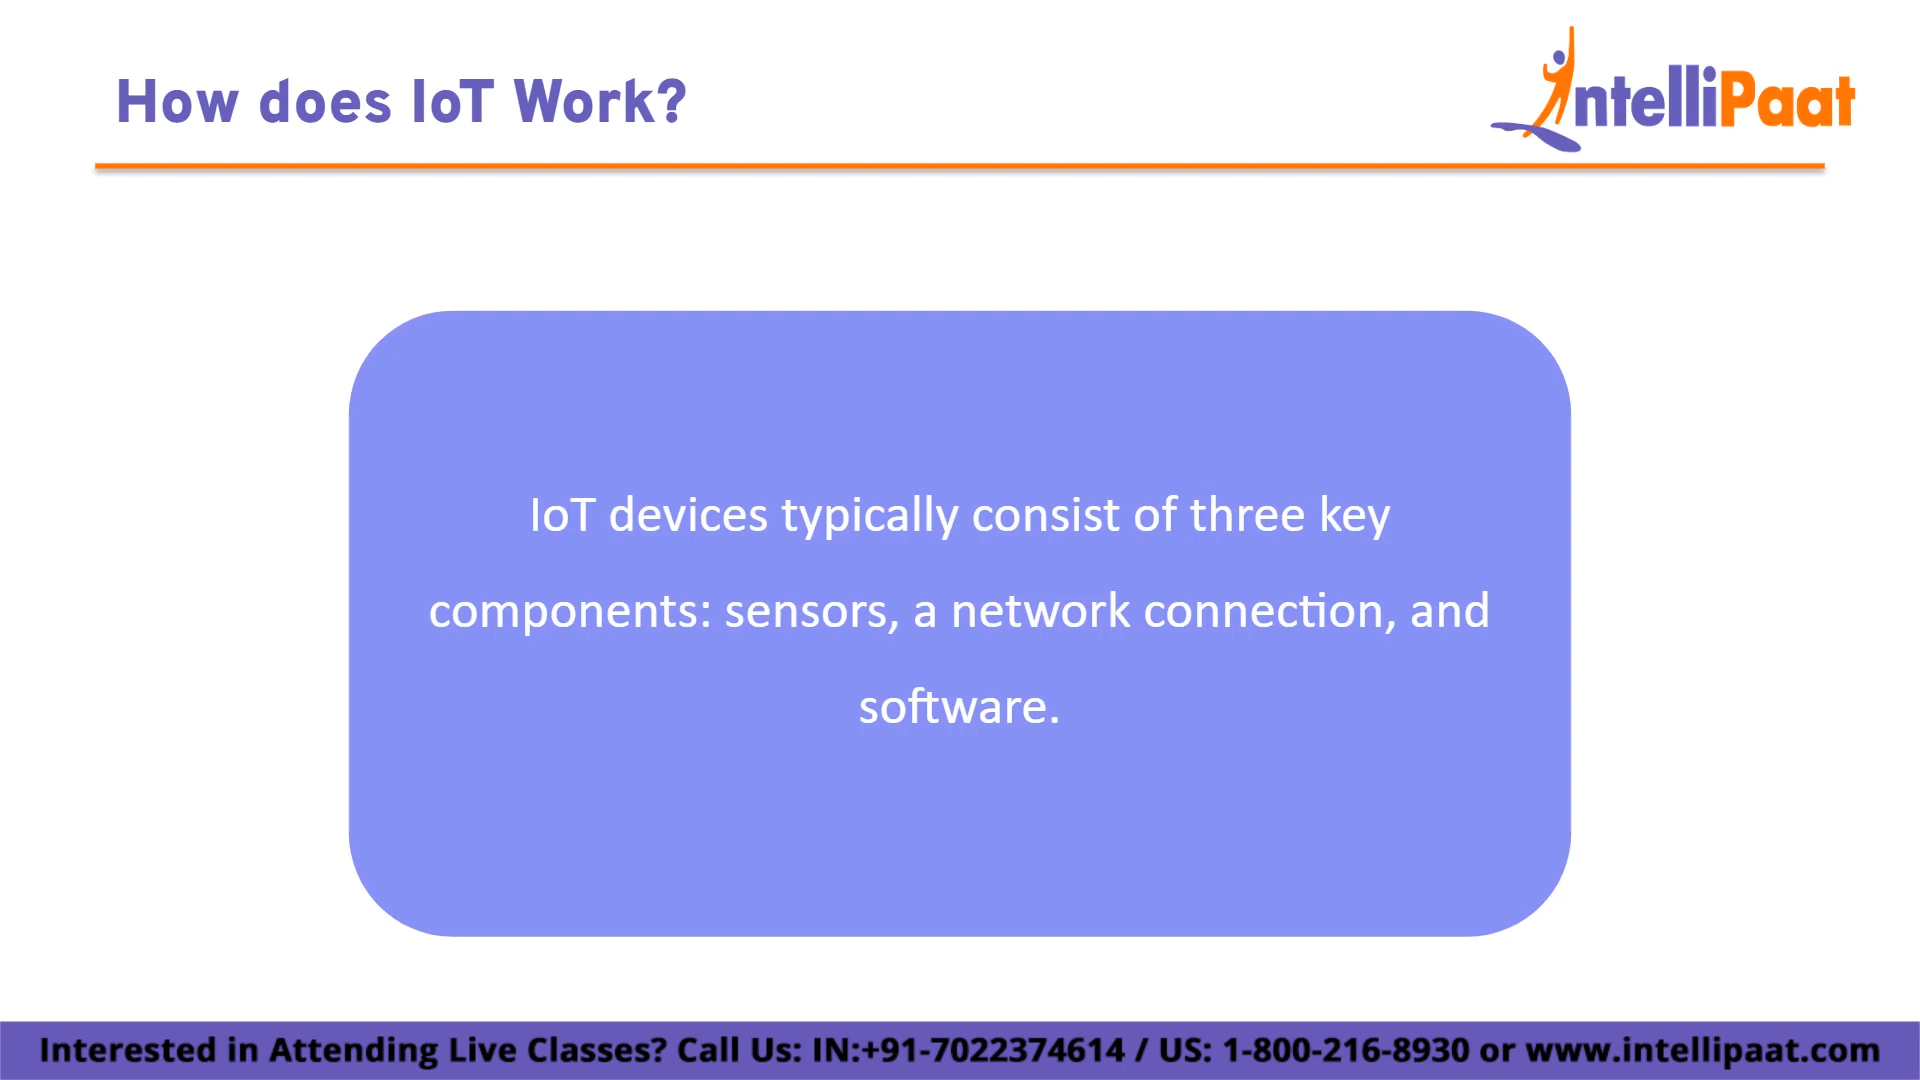 How does IoT Work?
IntelliPaat
IoT devices typically consist of three key
components: sensors, a network connection, and
software.
Interested in Attending Live Classes? Call Us: IN:+91-7022374614 / US: 1-800-216-8930 or www.intellipaat.com